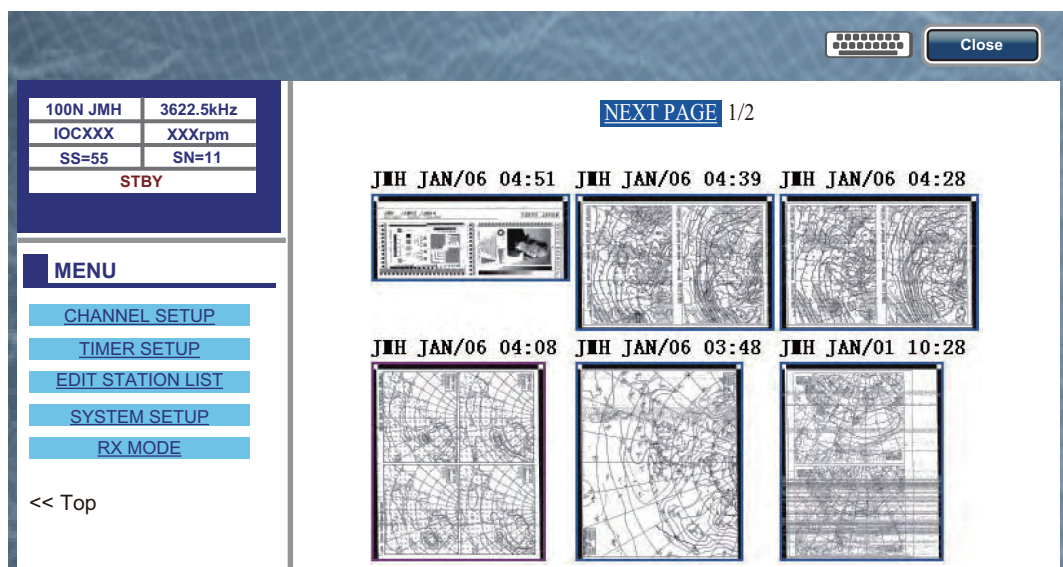 Close
100N JMH 3622.5kHz
IOCXXX XXXrpm
SS=55 SN=11
STBY
MENU
CHANNEL SETUP
TIMER SETUP
EDIT STATION LIST
SYSTEM SETUP
RX MODE
<< Top
NEXT PAGE 1/2
JMH JAN/06 04:51 JMH JAN/06 04:39 JMH JAN/06 04:28
JMH JAN/06 04:08 JMH JAN/06 03:48 JMH JAN/01 10:28